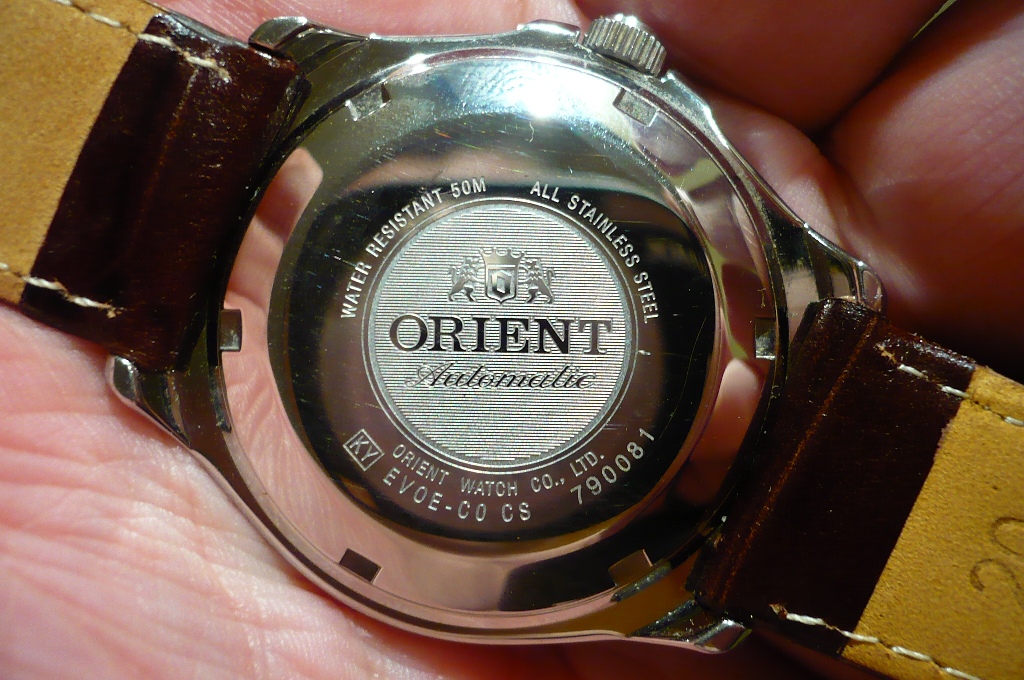 WATER RESISTANT 50M
ALL STAINLESS STEEL
ORIENT
Automatic
ORIENT WATCH CO., LTD.
KY
EV0E-C0 CS
790081